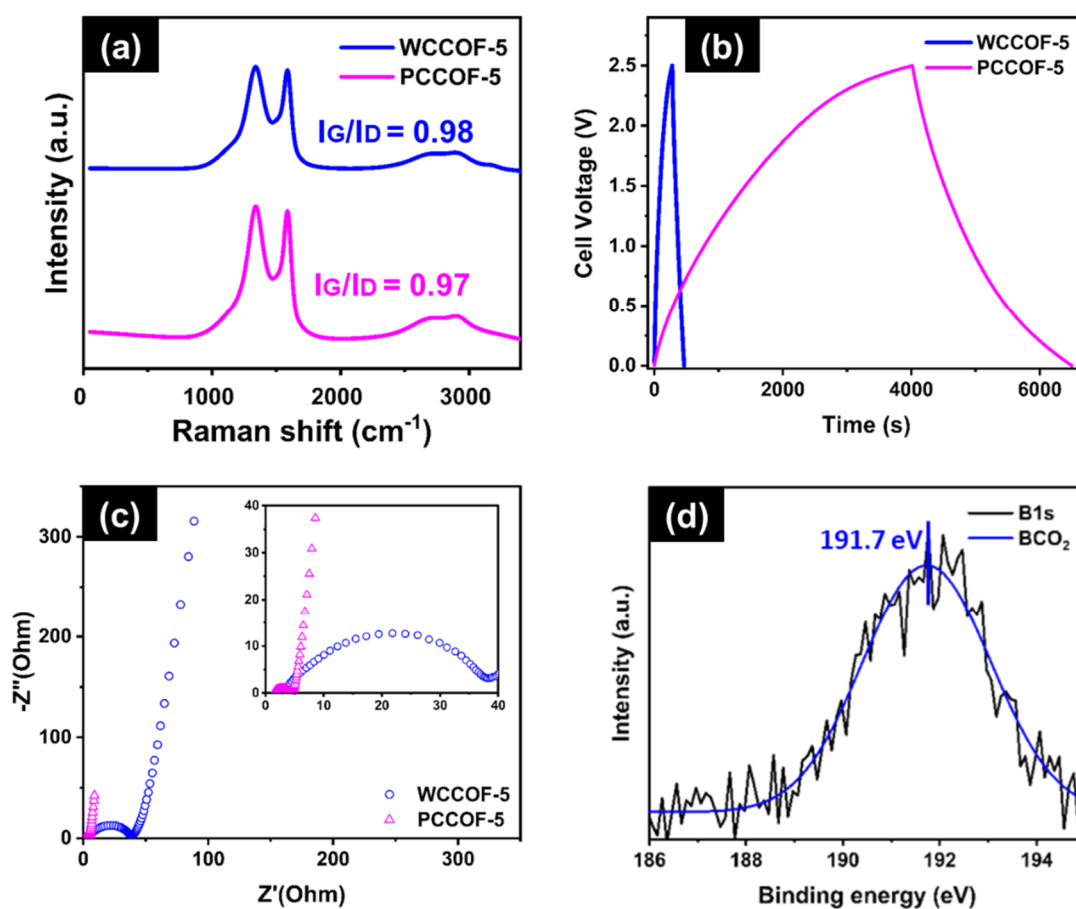 (a)
WCCOF-5
PCCOF-5
IG/ID = 0.98
IG/ID = 0.97
Intensity (a.u.)
0 1000 2000 3000
Raman shift (cm⁻¹)
(b)
WCCOF-5
PCCOF-5
Cell Voltage (V)
2.5
2.0
1.5
1.0
0.5
0.0
0 2000 4000 6000
Time (s)
(c)
-Z"(Ohm)
300
200
100
0
40
30
20
10
0
0 10 20 30 40
WCCOF-5
PCCOF-5
0 100 200 300
Z'(Ohm)
(d)
B1s
BCO₂
191.7 eV
Intensity (a.u.)
186 188 190 192 194
Binding energy (eV)